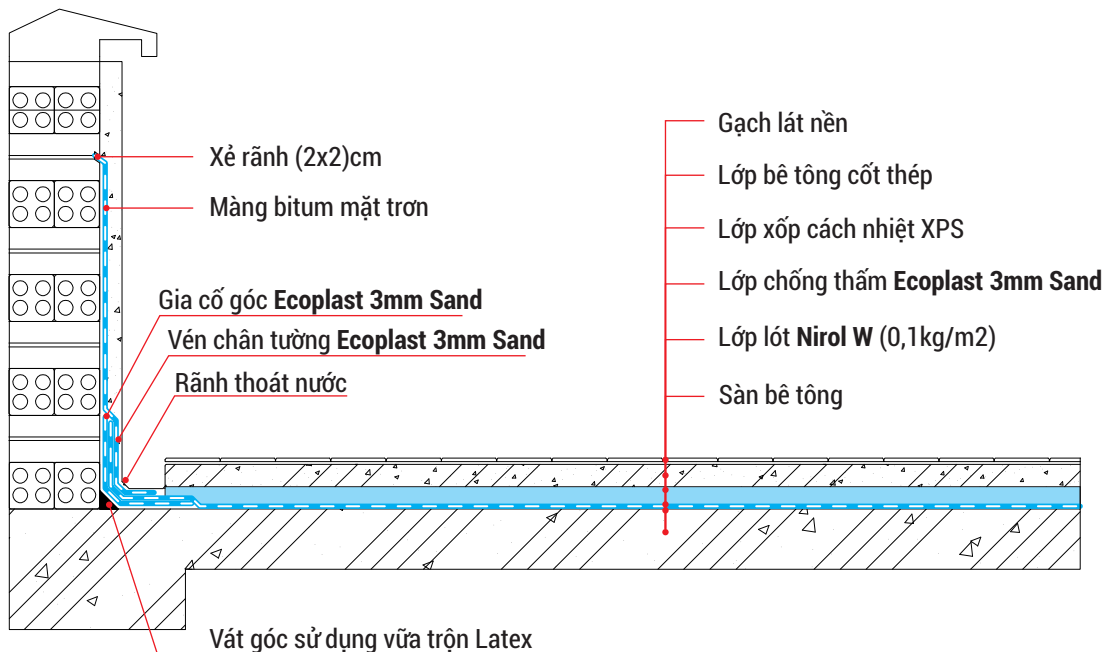 Xẻ rãnh (2x2)cm
Màng bitum mặt trơn
Gia cố góc Ecoplast 3mm Sand
Vén chân tường Ecoplast 3mm Sand
Rãnh thoát nước
Gạch lát nền
Lớp bê tông cốt thép
Lớp xốp cách nhiệt XPS
Lớp chống thấm Ecoplast 3mm Sand
Lớp lót Nirol W (0,1kg/m2)
Sàn bê tông
Vát góc sử dụng vữa trộn Latex